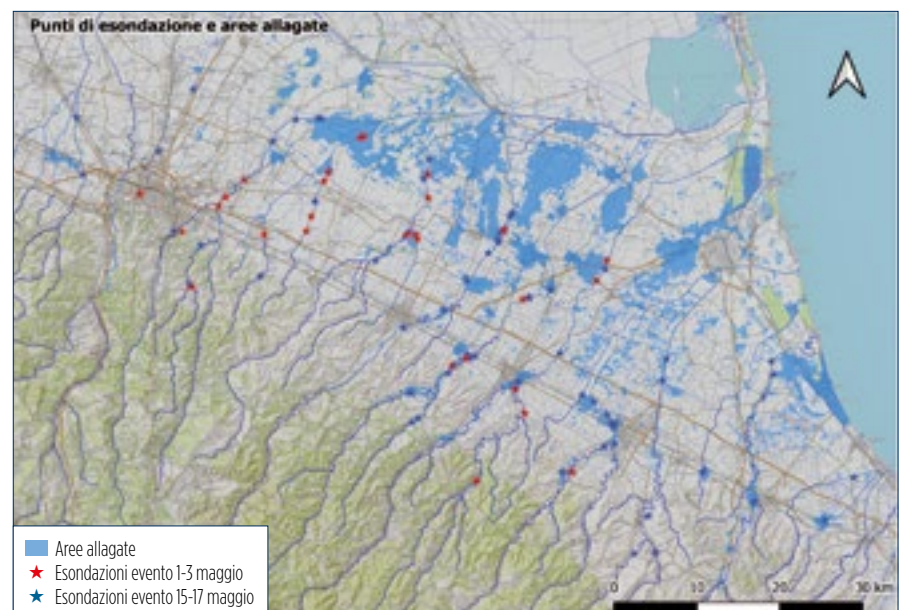 Punti di esondazione e aree allagate
Aree allagate
Esondazioni evento 1-3 maggio
Esondazioni evento 15-17 maggio
0 10 20 30 km